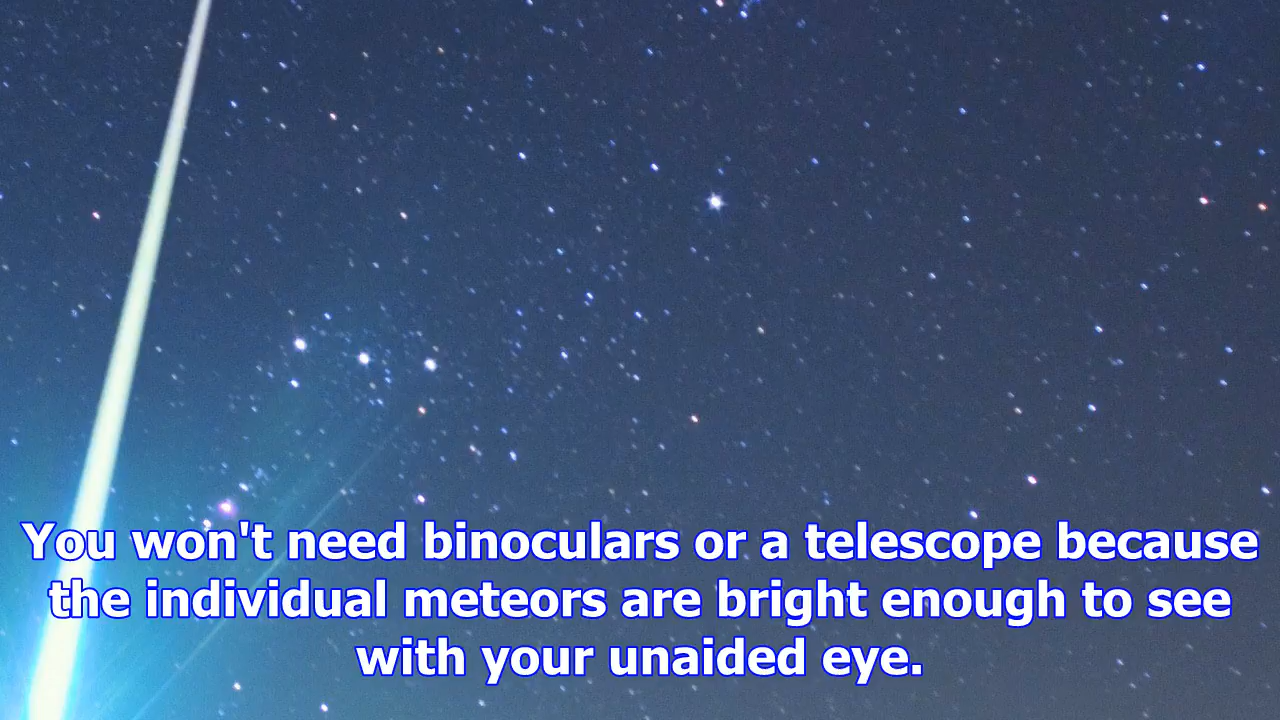 You won't need binoculars or a telescope because
the individual meteors are bright enough to see
with your unaided eye.